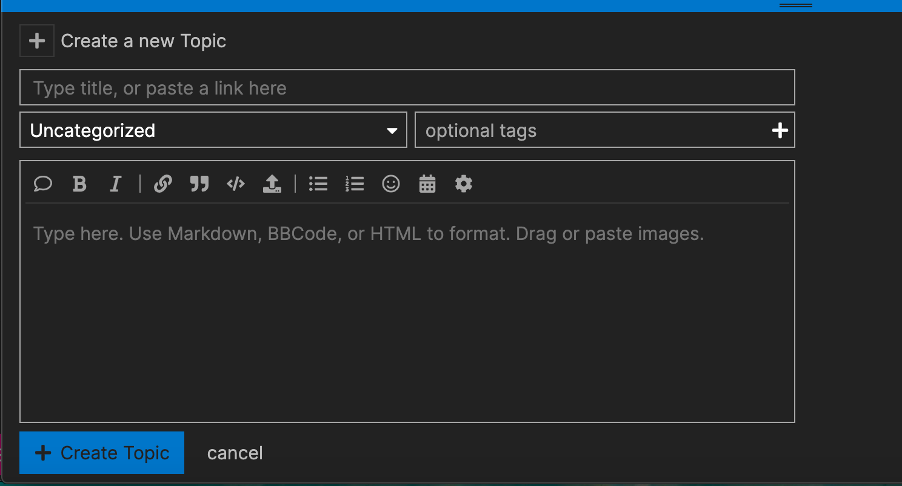 Create a new Topic
Type title, or paste a link here
Uncategorized
optional tags
Type here. Use Markdown, BBCode, or HTML to format. Drag or paste images.
Create Topic
cancel